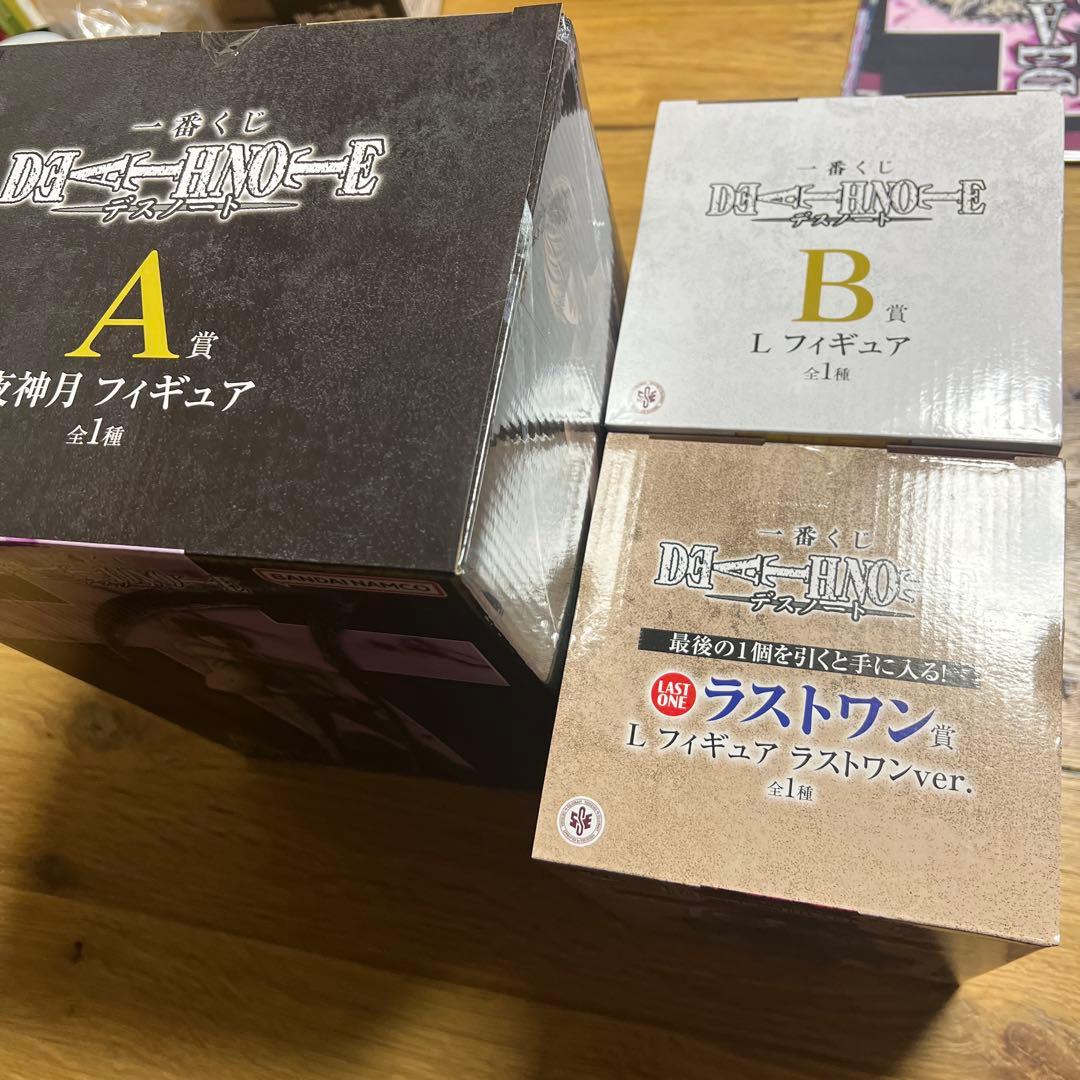 一番くじ
DEATH NOTE
デスノート
A賞
夜神月 フィギュア
全1種
BANDAI NAMCO
一番くじ
DEATH NOTE
デスノート
B賞
L フィギュア
全1種
一番くじ
DEATH NOTE
デスノート
最後の1個を引くと手に入る!
LAST ONE
ラストワン賞
L フィギュア ラストワンver.
全1種